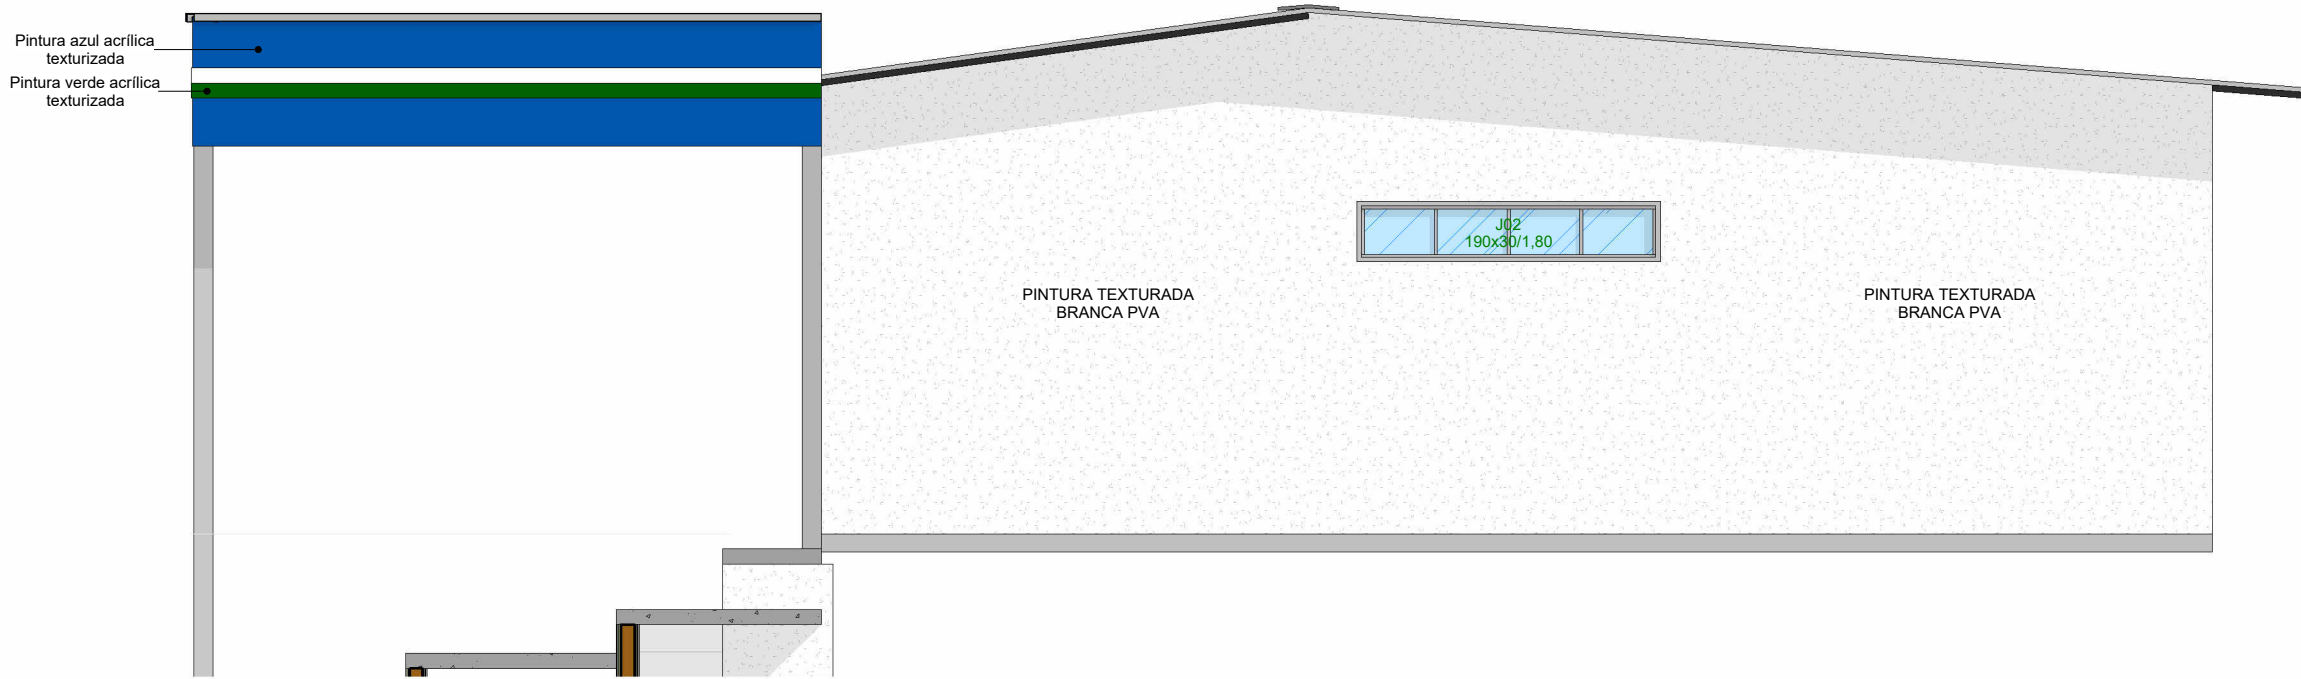 Pintura azul acrílica
texturizada
Pintura verde acrílica
texturizada
J02
190x30/1,80
PINTURA TEXTURADA
BRANCA PVA
PINTURA TEXTURADA
BRANCA PVA